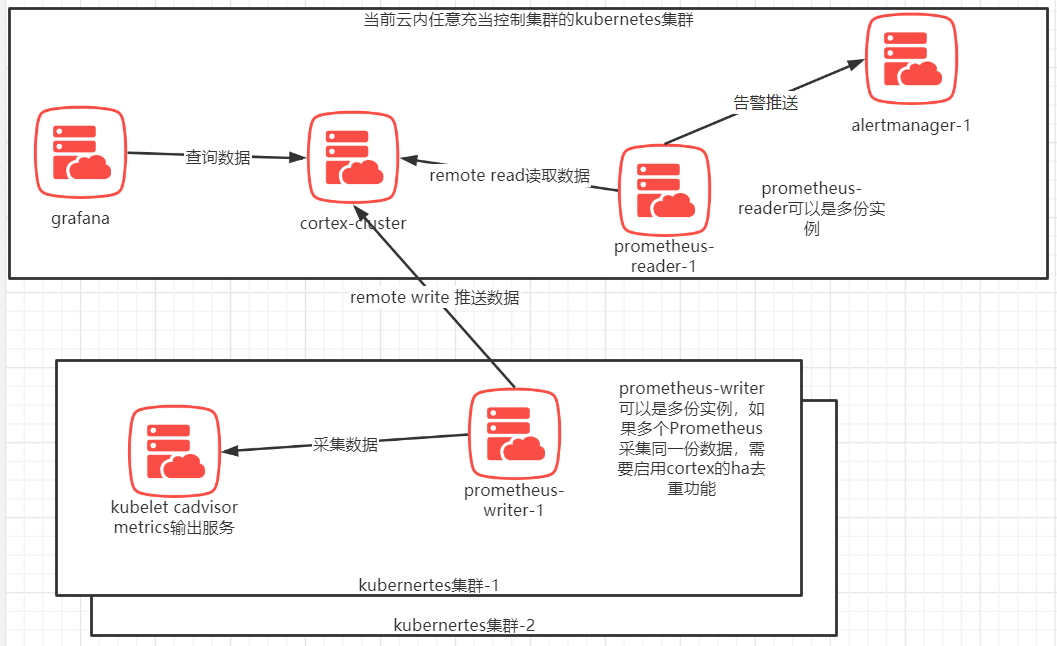 当前云内任意充当控制集群的kubernetes集群
告警推送
alertmanager-1
查询数据
grafana
cortex-cluster
remote read读取数据
prometheus-
reader-1
prometheus-
reader可以是多份实
例
remote write 推送数据
prometheus-writer
可以是多份实例，如
果多个Prometheus
采集同一份数据，需
要启用cortex的ha去
重功能
采集数据
kubelet cadvisor
metrics输出服务
prometheus-
writer-1
kubernertes集群-1
kubernertes集群-2